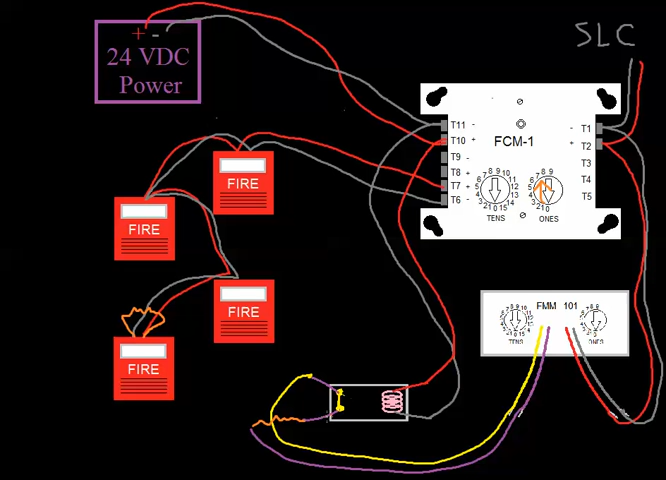 SLC
+ -
24 VDC
Power
T11 -
T10 +
T9 -
T8 +
T7 +
T6 -
FCM-1
- T1
+ T2
T3
T4
T5
TENS
ONES
FIRE
FIRE
FIRE
FIRE
FMM 101
TENS
ONES